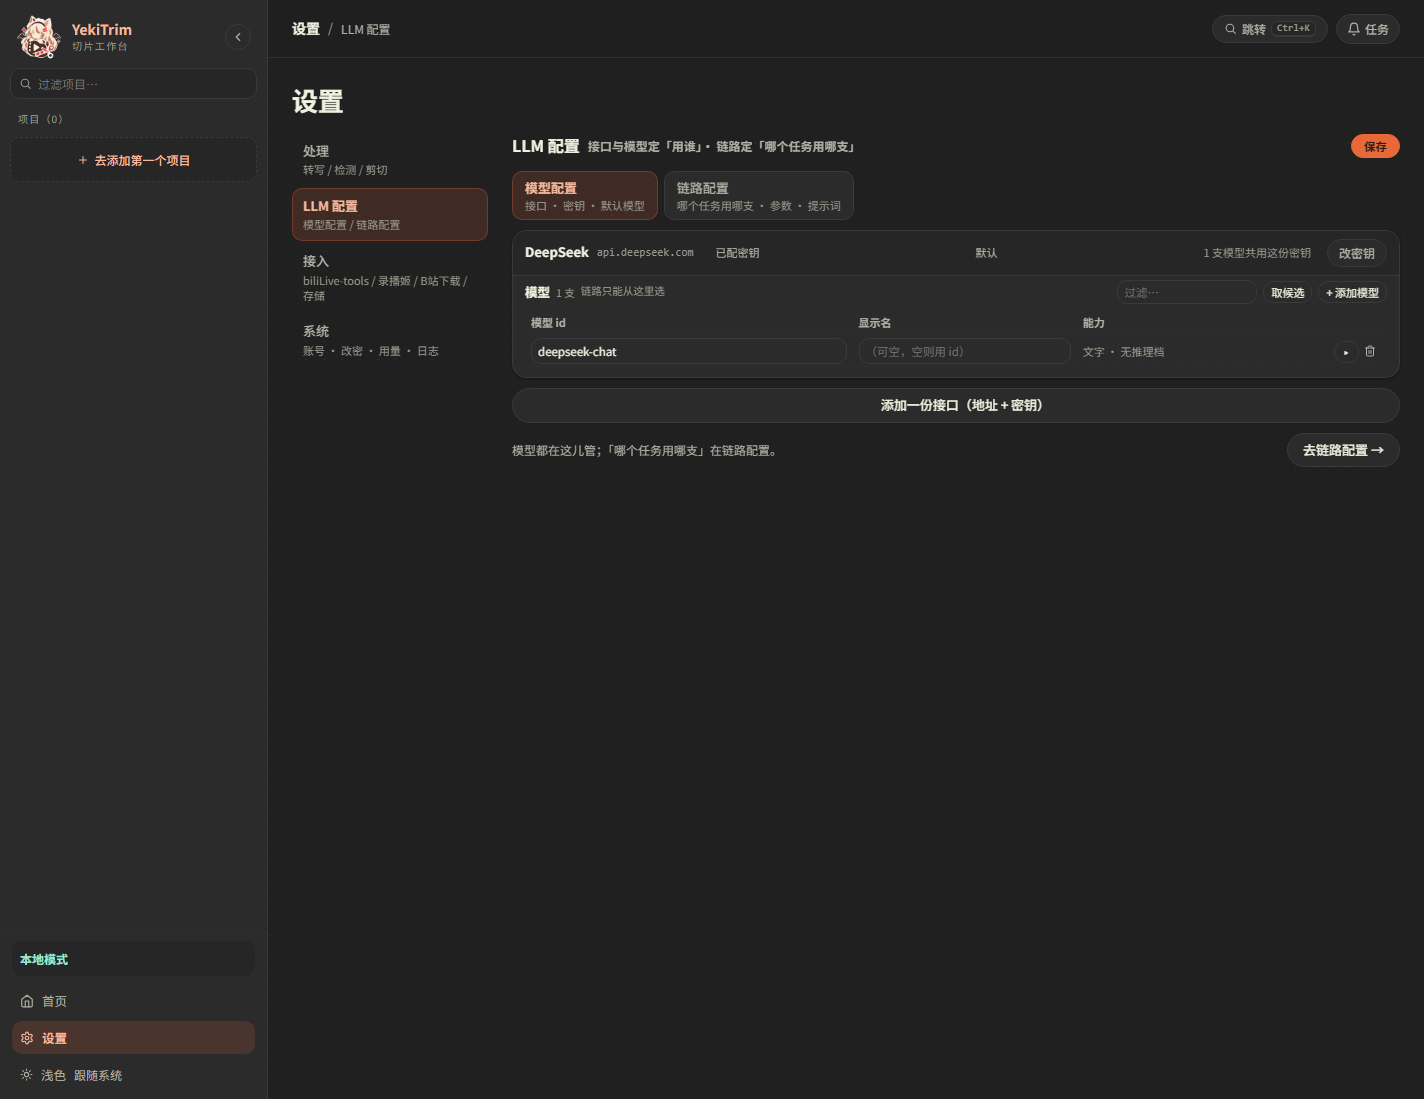 YekiTrim
切片工作台
过滤项目…
项目（0）
+ 去添加第一个项目
本地模式
首页
设置
浅色 跟随系统
设置 / LLM 配置
跳转 Ctrl+K
任务
设置
处理
转写 / 检测 / 剪切
LLM 配置
模型配置 / 链路配置
接入
biliLive-tools / 录播姬 / B站下载 /
存储
系统
账号 · 改密 · 用量 · 日志
LLM 配置 接口与模型定「用谁」· 链路定「哪个任务用哪支」
保存
模型配置
接口 · 密钥 · 默认模型
链路配置
哪个任务用哪支 · 参数 · 提示词
DeepSeek api.deepseek.com 已配密钥 默认 1 支模型共用这份密钥 改密钥
模型 1 支 链路只能从这里选 过滤… 取候选 + 添加模型
模型 id 显示名 能力
deepseek-chat （可空，空则用 id） 文字 · 无推理档
添加一份接口（地址 + 密钥）
模型都在这儿管；「哪个任务用哪支」在链路配置。
去链路配置 →